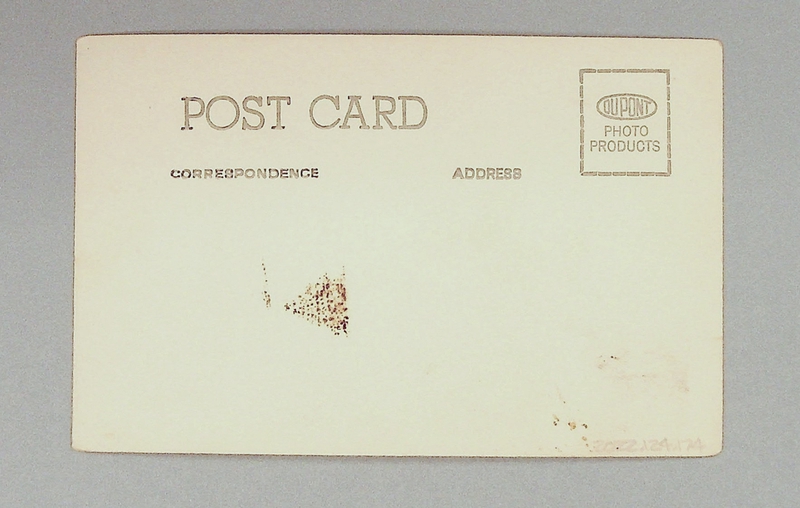 POST CARD
DUPONT
PHOTO
PRODUCTS
CORRESPONDENCE
ADDRESS